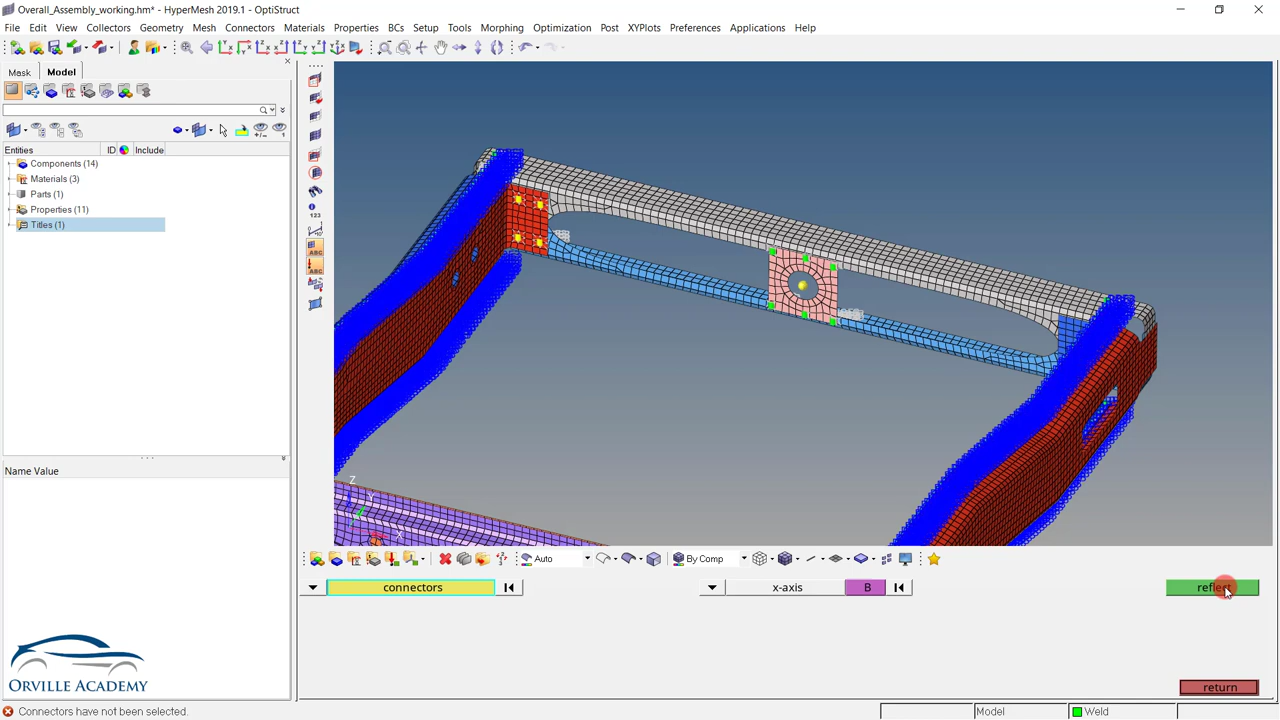 Overall_Assembly_working.hm* - HyperMesh 2019.1 - OptiStruct
File Edit View Collectors Geometry Mesh Connectors Materials Properties BCs Setup Tools Morphing Optimization Post XYPlots Preferences Applications Help
Mask Model
Entities ID Include
Components (14)
Materials (3)
Parts (1)
Properties (11)
Titles (1)
Name Value
123
ABC
ABC
Z
Y
X
Auto By Comp
connectors x-axis B reflect
return
ORVILLE ACADEMY
Connectors have not been selected. Model Weld